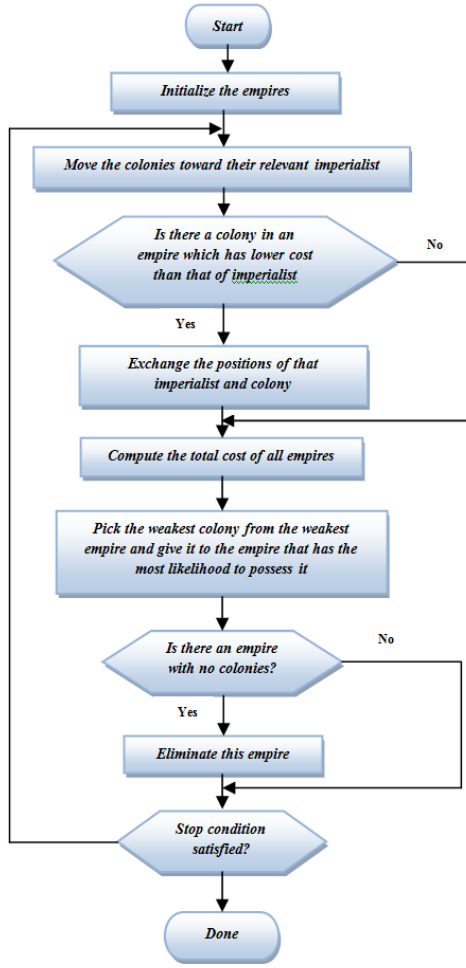 Start
Initialize the empires
Move the colonies toward their relevant imperialist
Is there a colony in an
empire which has lower cost
than that of imperialist
No
Yes
Exchange the positions of that
imperialist and colony
Compute the total cost of all empires
Pick the weakest colony from the weakest
empire and give it to the empire that has the
most likelihood to possess it
Is there an empire
with no colonies?
No
Yes
Eliminate this empire
Stop condition
satisfied?
Done